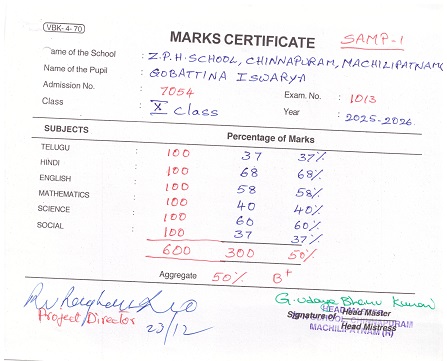 VBK- 4- 70
MARKS CERTIFICATE SAMP-1
ame of the School : Z.P.H.SCHOOL, CHINNAPURAM, MACHILIPATNAM
Name of the Pupil : GOBATTINA ISWARYA
Admission No. : 7054 Exam. No. : 1013
Class : X class Year : 2025-2026
SUBJECTS Percentage of Marks
TELUGU : 100 37 37%
HINDI : 100 68 68%
ENGLISH : 100 58 58%
MATHEMATICS : 100 40 40%
SCIENCE : 100 60 60%
SOCIAL : 100 37 37%
600 300 50%
Aggregate 50% B+
G. Udaya Bhanu Kumari
Project Director 23/12
Signature of Head Master
Head Mistress
HEAD MASTER
MACHILIPATNAM (N)